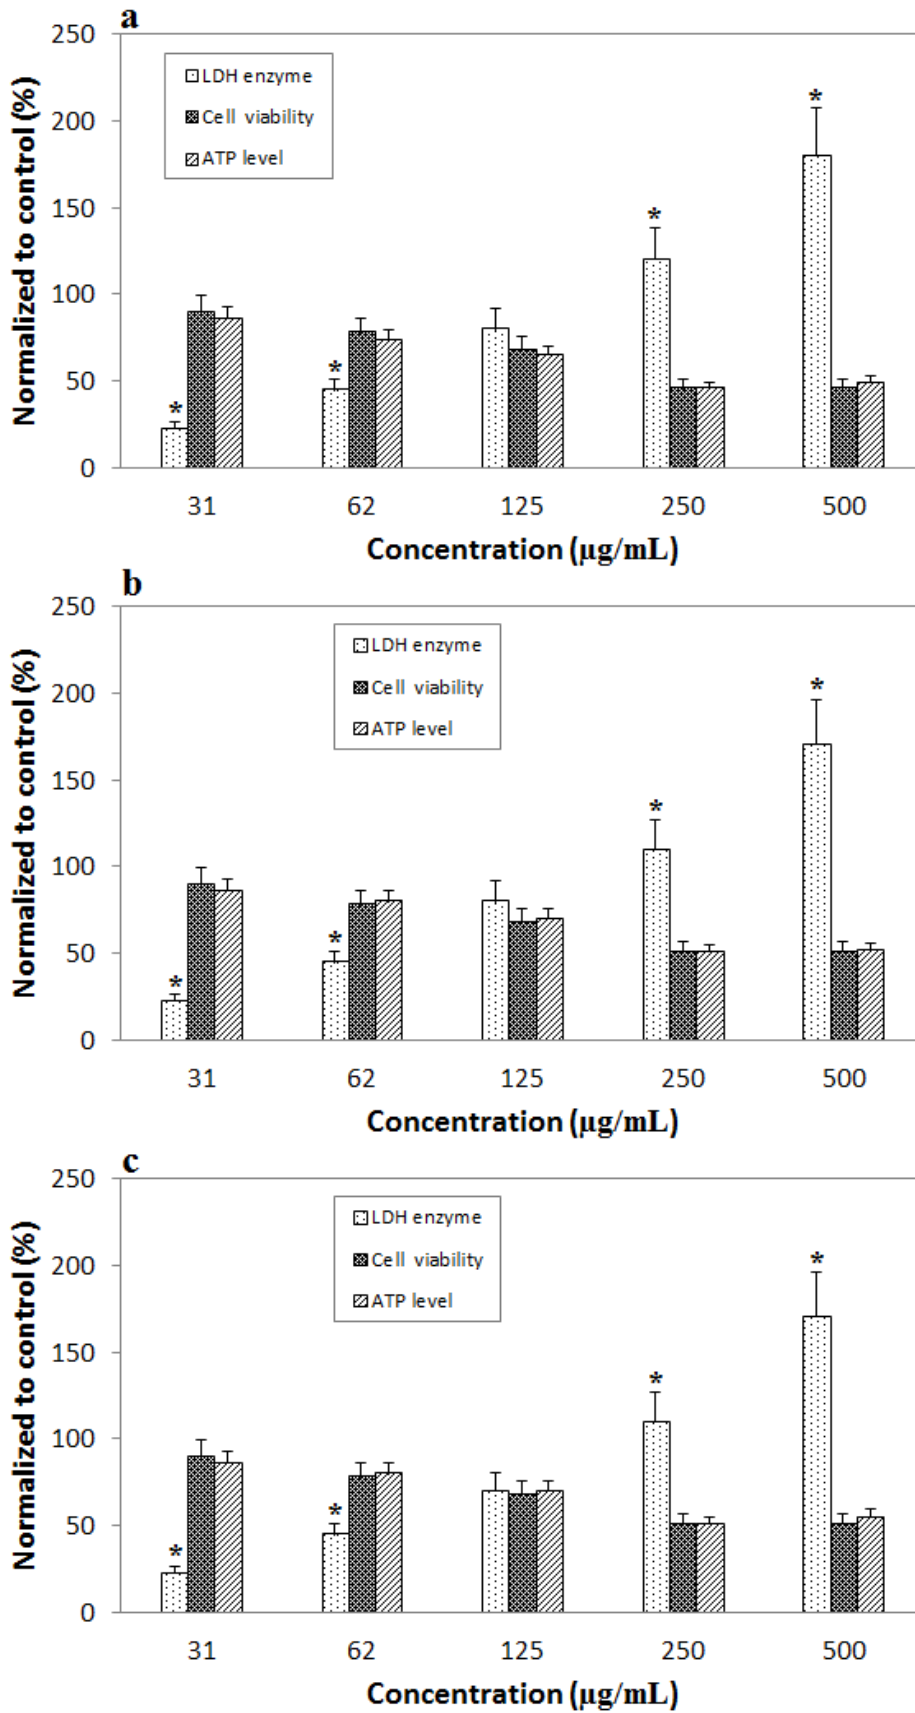 a
250
200
150
100
50
0
Normalized to control (%)
LDH enzyme
Cell viability
ATP level
*
*
*
*
31 62 125 250 500
Concentration (µg/mL)
b
250
200
150
100
50
0
Normalized to control (%)
LDH enzyme
Cell viability
ATP level
*
*
*
*
31 62 125 250 500
Concentration (µg/mL)
c
250
200
150
100
50
0
Normalized to control (%)
LDH enzyme
Cell viability
ATP level
*
*
*
*
31 62 125 250 500
Concentration (µg/mL)